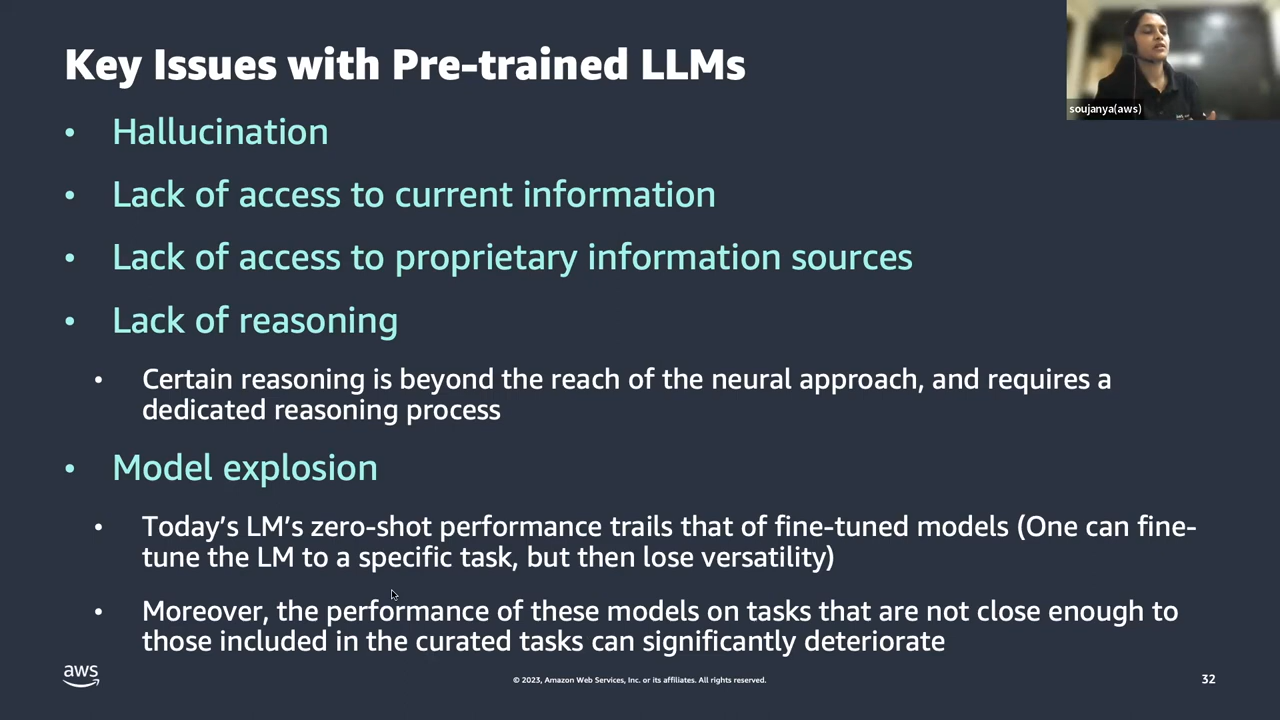 Key Issues with Pre-trained LLMs
soujanya(aws)
• Hallucination
• Lack of access to current information
• Lack of access to proprietary information sources
• Lack of reasoning
• Certain reasoning is beyond the reach of the neural approach, and requires a
dedicated reasoning process
• Model explosion
• Today’s LM’s zero-shot performance trails that of fine-tuned models (One can fine-
tune the LM to a specific task, but then lose versatility)
• Moreover, the performance of these models on tasks that are not close enough to
those included in the curated tasks can significantly deteriorate
aws
© 2023, Amazon Web Services, Inc. or its affiliates. All rights reserved.
32